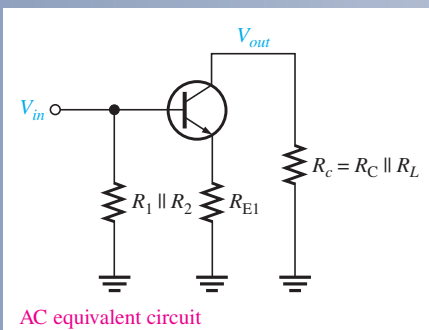 V_out
V_in
R_1 || R_2
R_E1
R_c = R_C || R_L
AC equivalent circuit